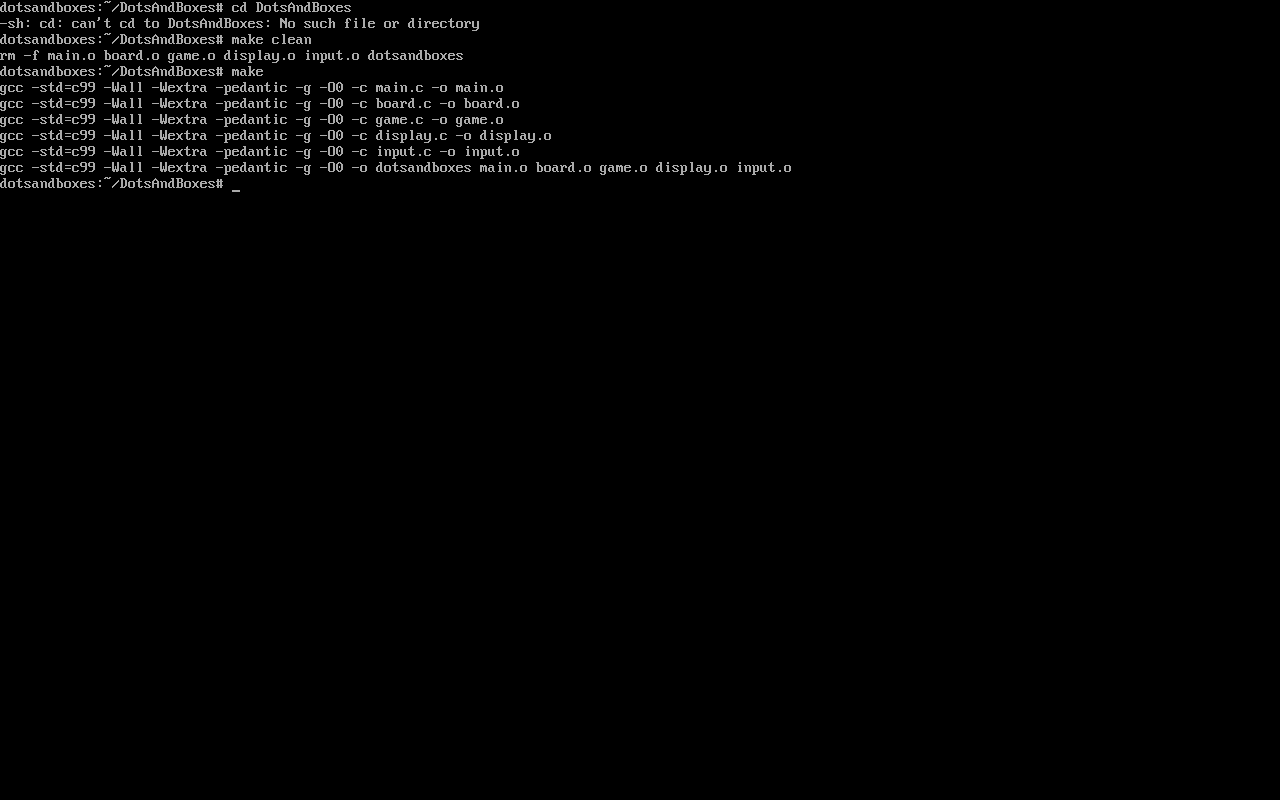 dotsandboxes:~/DotsAndBoxes# cd DotsAndBoxes
-sh: cd: can't cd to DotsAndBoxes: No such file or directory
dotsandboxes:~/DotsAndBoxes# make clean
rm -f main.o board.o game.o display.o input.o dotsandboxes
dotsandboxes:~/DotsAndBoxes# make
gcc -std=c99 -Wall -Wextra -pedantic -g -O0 -c main.c -o main.o
gcc -std=c99 -Wall -Wextra -pedantic -g -O0 -c board.c -o board.o
gcc -std=c99 -Wall -Wextra -pedantic -g -O0 -c game.c -o game.o
gcc -std=c99 -Wall -Wextra -pedantic -g -O0 -c display.c -o display.o
gcc -std=c99 -Wall -Wextra -pedantic -g -O0 -c input.c -o input.o
gcc -std=c99 -Wall -Wextra -pedantic -g -O0 -o dotsandboxes main.o board.o game.o display.o input.o
dotsandboxes:~/DotsAndBoxes# _